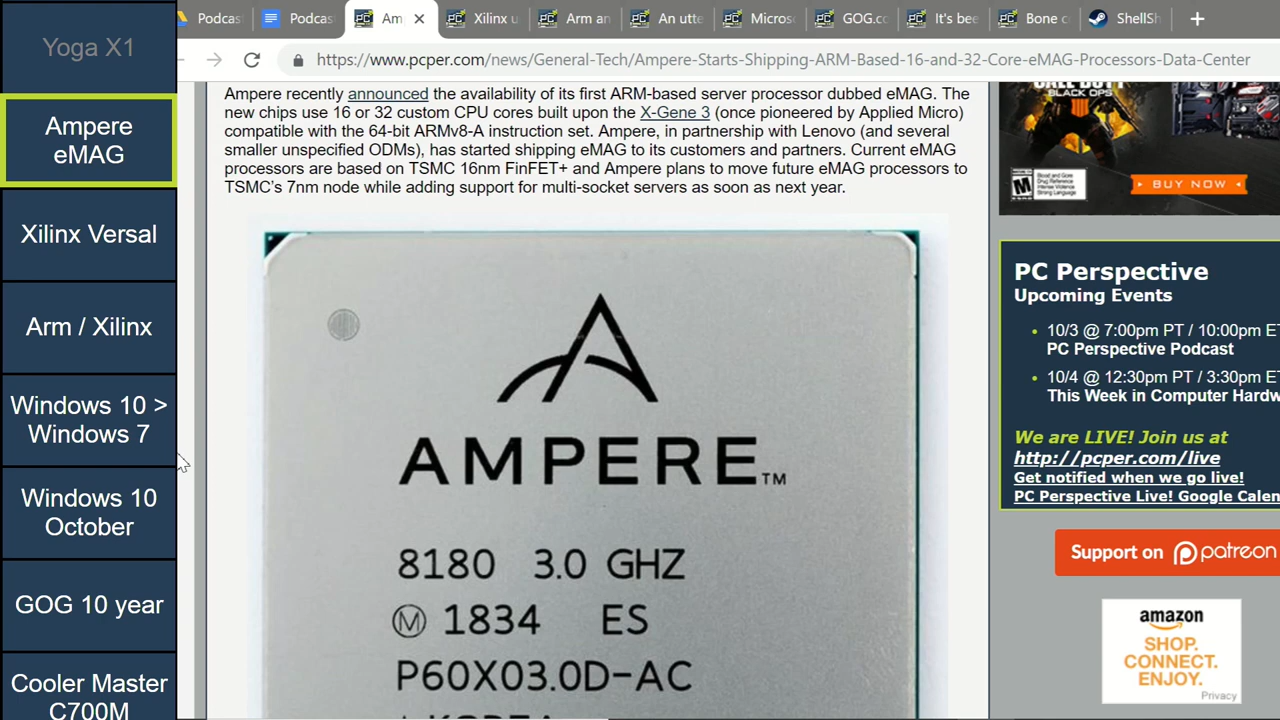 Yoga X1
Ampere
eMAG
Xilinx Versal
Arm / Xilinx
Windows 10 >
Windows 7
Windows 10
October
GOG 10 year
Cooler Master
C700M
Podcas
Podcas
Am
Xilinx u
Arm an
An utte
Micros
GOG.co
It's bee
Bone c
ShellSh
https://www.pcper.com/news/General-Tech/Ampere-Starts-Shipping-ARM-Based-16-and-32-Core-eMAG-Processors-Data-Center
Ampere recently announced the availability of its first ARM-based server processor dubbed eMAG. The
new chips use 16 or 32 custom CPU cores built upon the X-Gene 3 (once pioneered by Applied Micro)
compatible with the 64-bit ARMv8-A instruction set. Ampere, in partnership with Lenovo (and several
smaller unspecified ODMs), has started shipping eMAG to its customers and partners. Current eMAG
processors are based on TSMC 16nm FinFET+ and Ampere plans to move future eMAG processors to
TSMC's 7nm node while adding support for multi-socket servers as soon as next year.
AMPERE™
8180 3.0 GHZ
Ⓜ 1834 ES
P60X03.0D-AC
KOREA
CALL OF DUTY
BLACK OPS
BUY NOW
PC Perspective
Upcoming Events
10/3 @ 7:00pm PT / 10:00pm E
PC Perspective Podcast
10/4 @ 12:30pm PT / 3:30pm E
This Week in Computer Hardw
We are LIVE! Join us at
http://pcper.com/live
Get notified when we go live!
PC Perspective Live! Google Calen
Support on patreon
amazon
SHOP.
CONNECT.
ENJOY.
Privacy